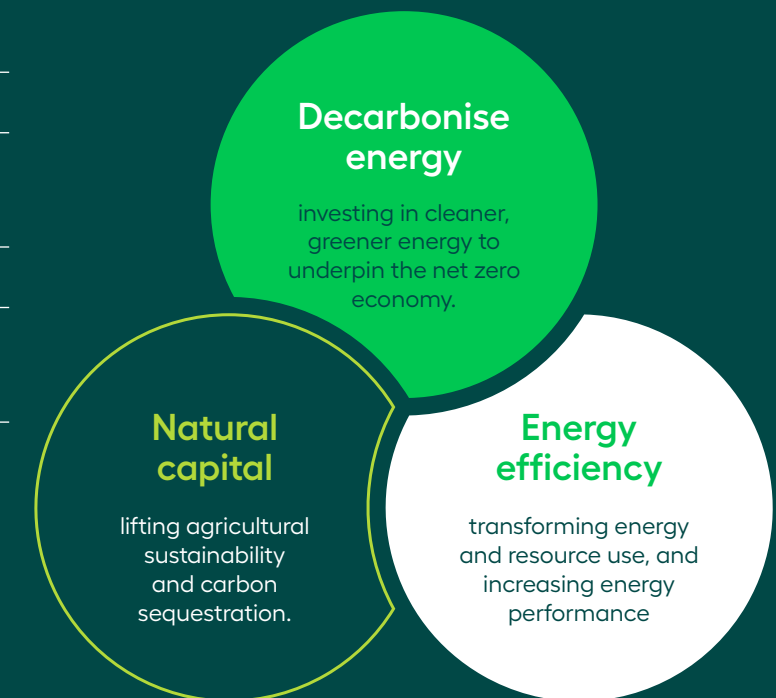 Decarbonise
energy
investing in cleaner,
greener energy to
underpin the net zero
economy.
Natural
capital
lifting agricultural
sustainability
and carbon
sequestration.
Energy
efficiency
transforming energy
and resource use, and
increasing energy
performance